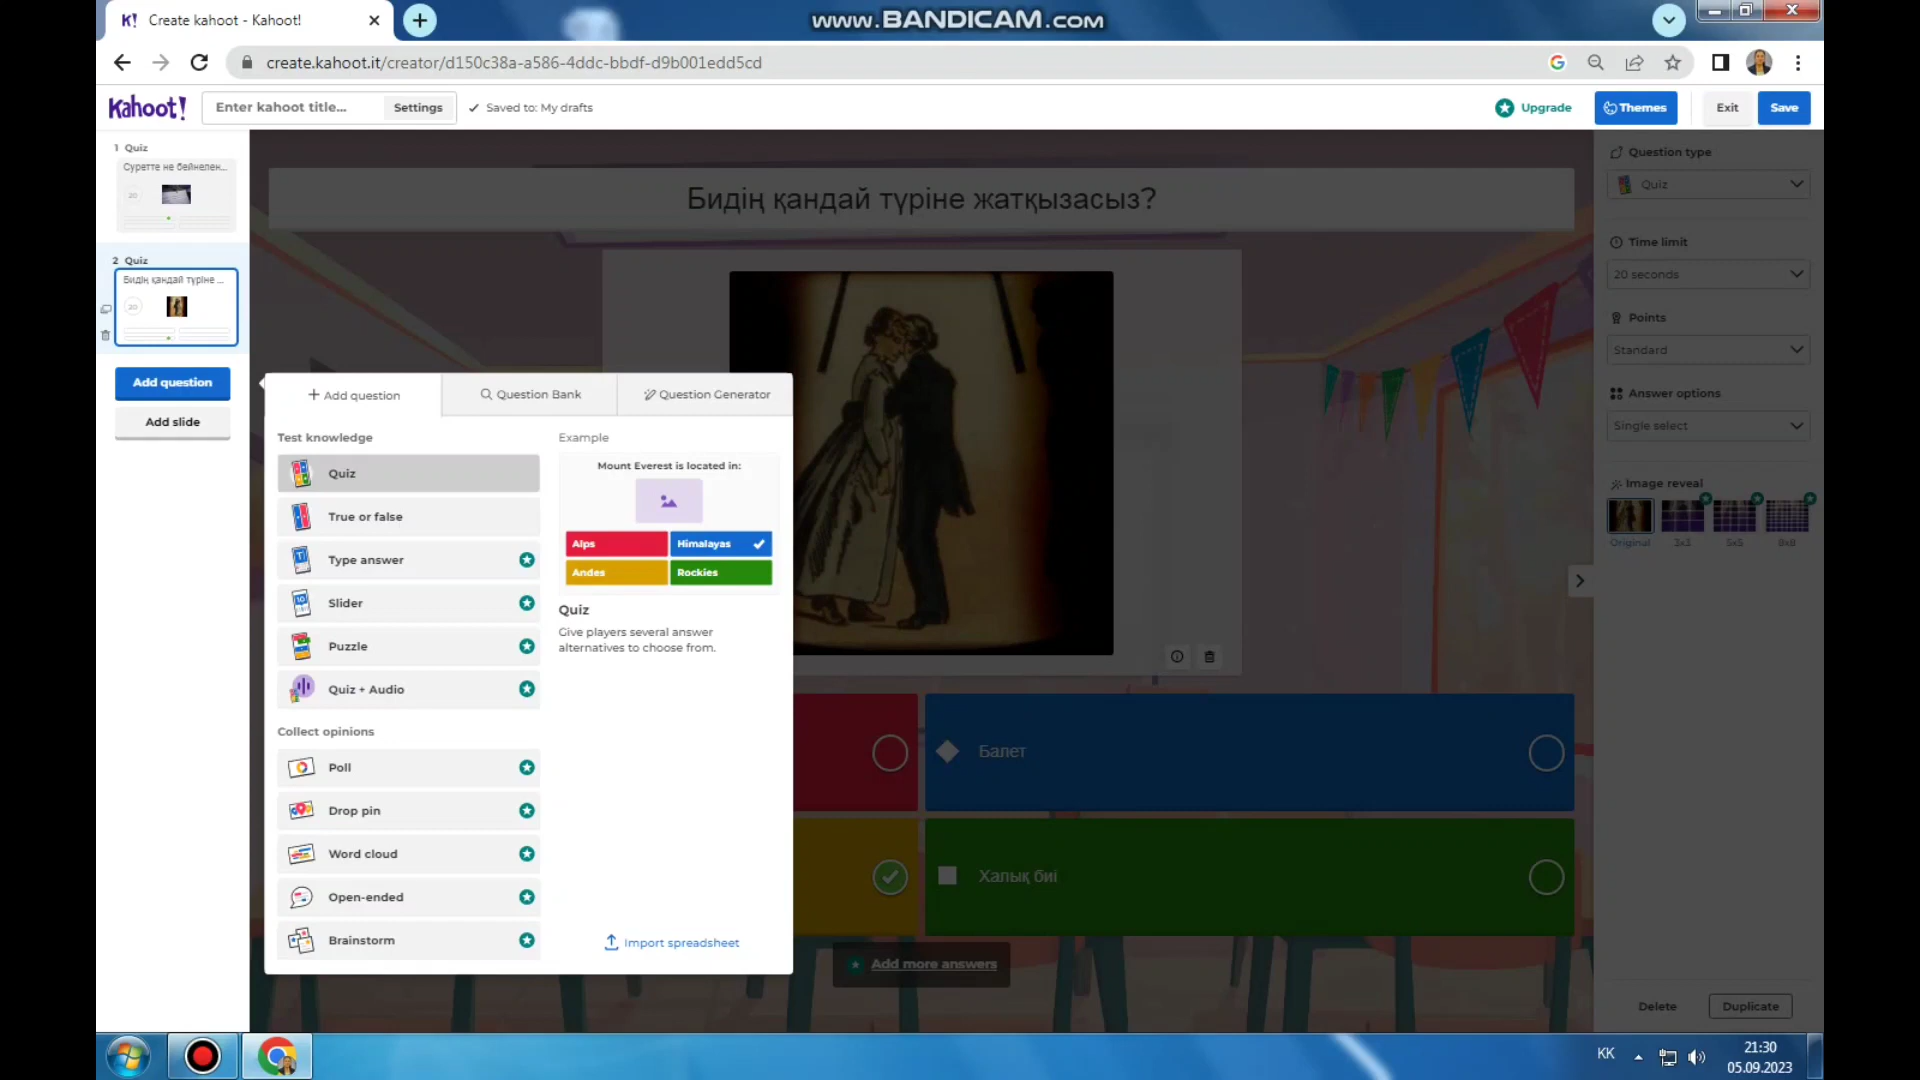 Create kahoot - Kahoot!
www.BANDICAM.com
create.kahoot.it/creator/d150c38a-a586-4ddc-bbdf-d9b001edd5cd
Kahoot!
Enter kahoot title...
Settings
Saved to: My drafts
Upgrade
Themes
Exit
Save
1 Quiz
Суретте не бейнелен...
20
2 Quiz
Бидің қандай түріне ...
20
Add question
Add slide
Бидің қандай түріне жатқызасыз?
Add question
Question Bank
Question Generator
Test knowledge
Quiz
True or false
Type answer
Slider
Puzzle
Quiz + Audio
Collect opinions
Poll
Drop pin
Word cloud
Open-ended
Brainstorm
Example
Mount Everest is located in:
Alps
Himalayas
Andes
Rockies
Quiz
Give players several answer
alternatives to choose from.
Import spreadsheet
Балет
Халық биі
Add more answers
Question type
Quiz
Time limit
20 seconds
Points
Standard
Answer options
Single select
Image reveal
Original
3x3
5x5
8x8
Delete
Duplicate
KK
21:30
05.09.2023